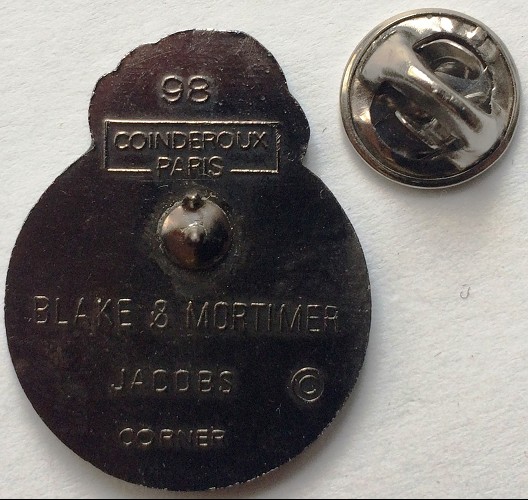 98
COINDEROUX
PARIS
BLAKE & MORTIMER
JACOBS ©
CORNER